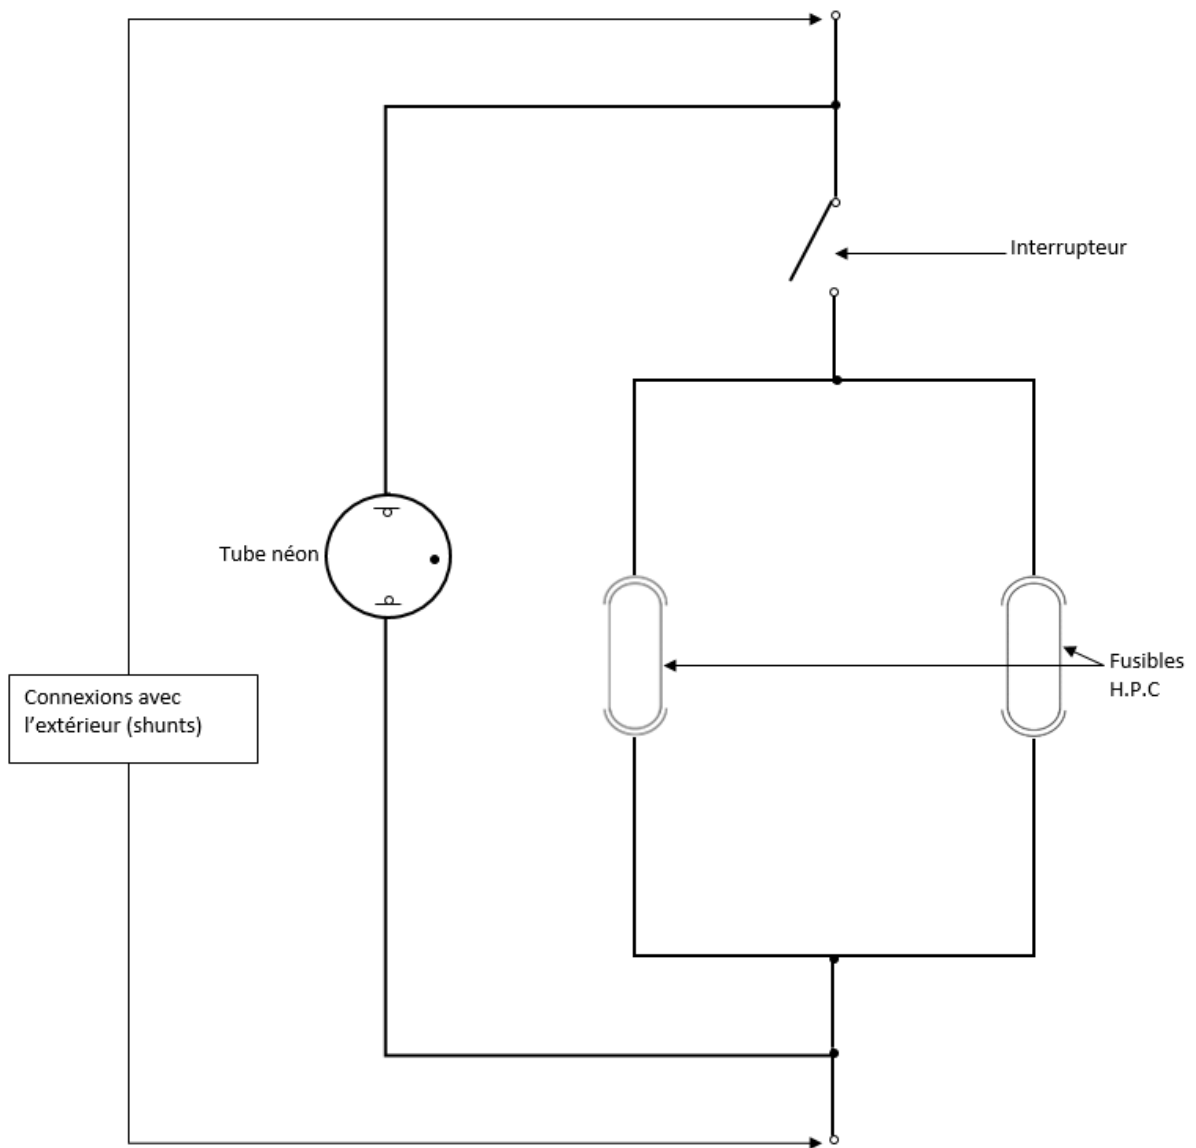 Interrupteur
Tube néon
Fusibles
H.P.C
Connexions avec
l’extérieur (shunts)